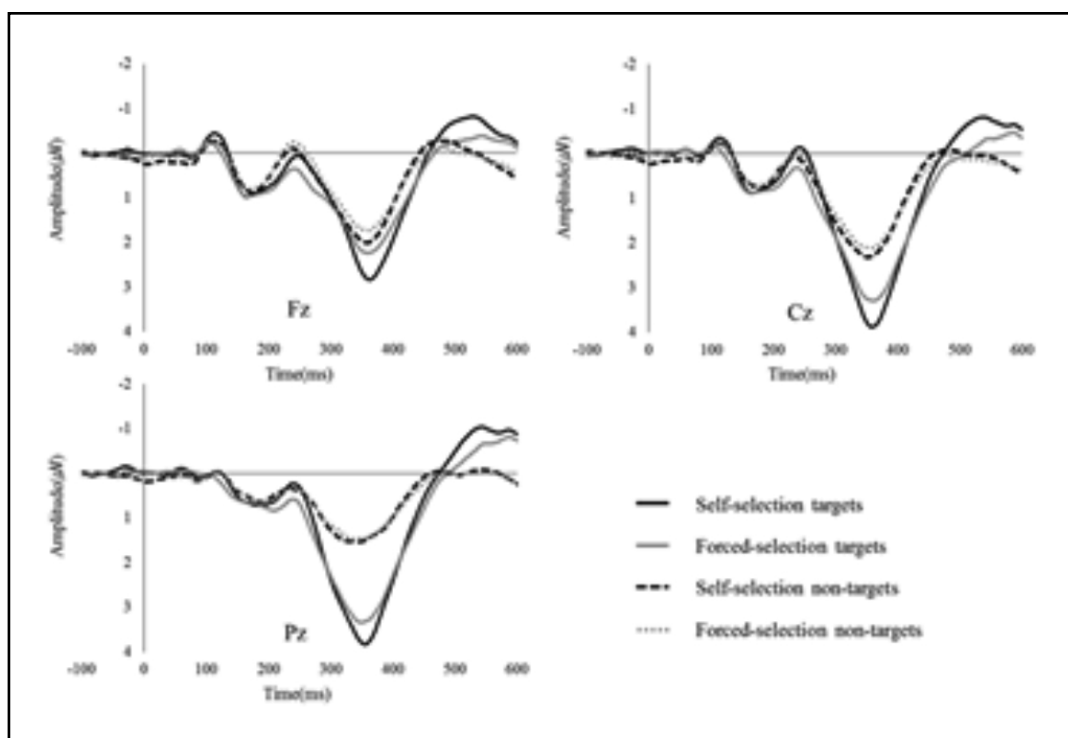 -2
-1
1
2
3
4
Amplitude(μV)
Fz
-100 0 100 200 300 400 500 600
Time(ms)
-2
-1
1
2
3
4
Amplitude(μV)
Cz
-100 0 100 200 300 400 500 600
Time(ms)
-2
-1
1
2
3
4
Amplitude(μV)
Pz
-100 0 100 200 300 400 500 600
Time(ms)
Self-selection targets
Forced-selection targets
Self-selection non-targets
Forced-selection non-targets